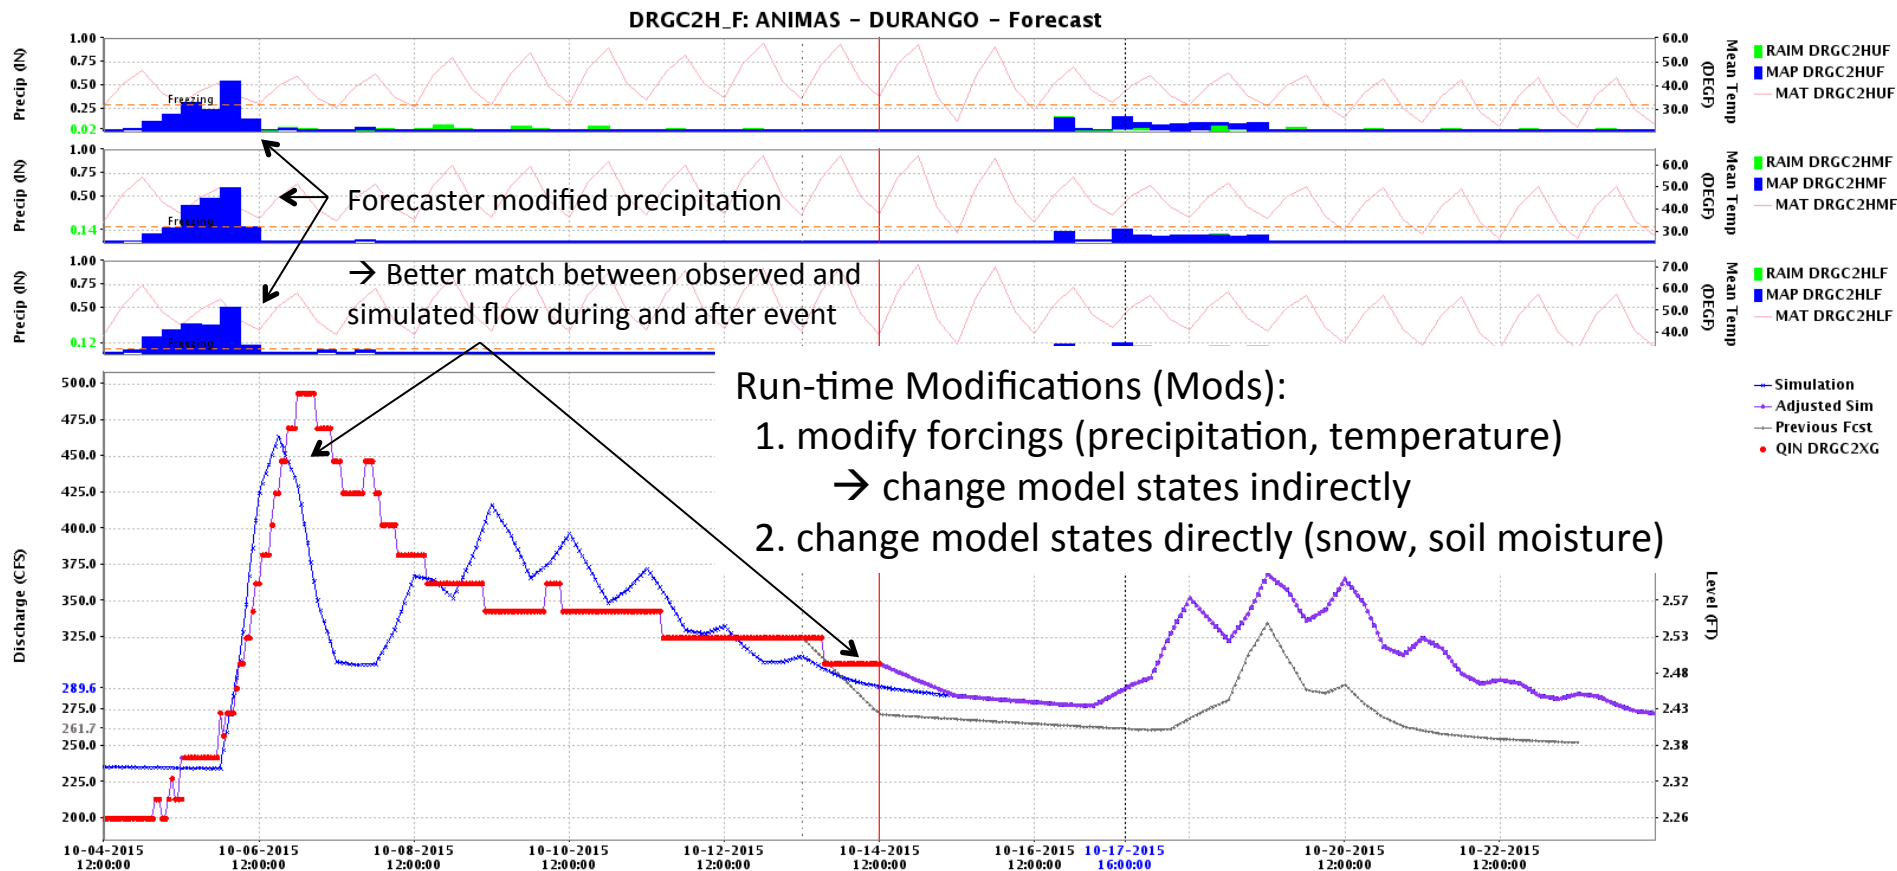 DRGC2H_F: ANIMAS – DURANGO – Forecast
Precip (IN)
1.00
0.75
0.50
0.25
0.02
Freezing
60.0
50.0
40.0
30.0
Mean Temp
(DEGF)
RAIM DRGC2HUF
MAP DRGC2HUF
MAT DRGC2HUF
Precip (IN)
1.00
0.75
0.50
0.14
Freezing
60.0
50.0
40.0
30.0
Mean Temp
(DEGF)
RAIM DRGC2HMF
MAP DRGC2HMF
MAT DRGC2HMF
Forecaster modified precipitation
Precip (IN)
1.00
0.75
0.50
0.12
Freezing
70.0
60.0
50.0
40.0
Mean Temp
(DEGF)
RAIM DRGC2HLF
MAP DRGC2HLF
MAT DRGC2HLF
→ Better match between observed and
simulated flow during and after event
Run-time Modifications (Mods):
1. modify forcings (precipitation, temperature)
→ change model states indirectly
2. change model states directly (snow, soil moisture)
Simulation
Adjusted Sim
Previous Fcst
QIN DRGC2XG
Discharge (CFS)
500.0
475.0
450.0
425.0
400.0
375.0
350.0
325.0
289.6
275.0
261.7
250.0
225.0
200.0
Level (FT)
2.57
2.53
2.48
2.43
2.38
2.32
2.26
10-04-2015
12:00:00
10-06-2015
12:00:00
10-08-2015
12:00:00
10-10-2015
12:00:00
10-12-2015
12:00:00
10-14-2015
12:00:00
10-16-2015
12:00:00
10-17-2015
16:00:00
10-20-2015
12:00:00
10-22-2015
12:00:00